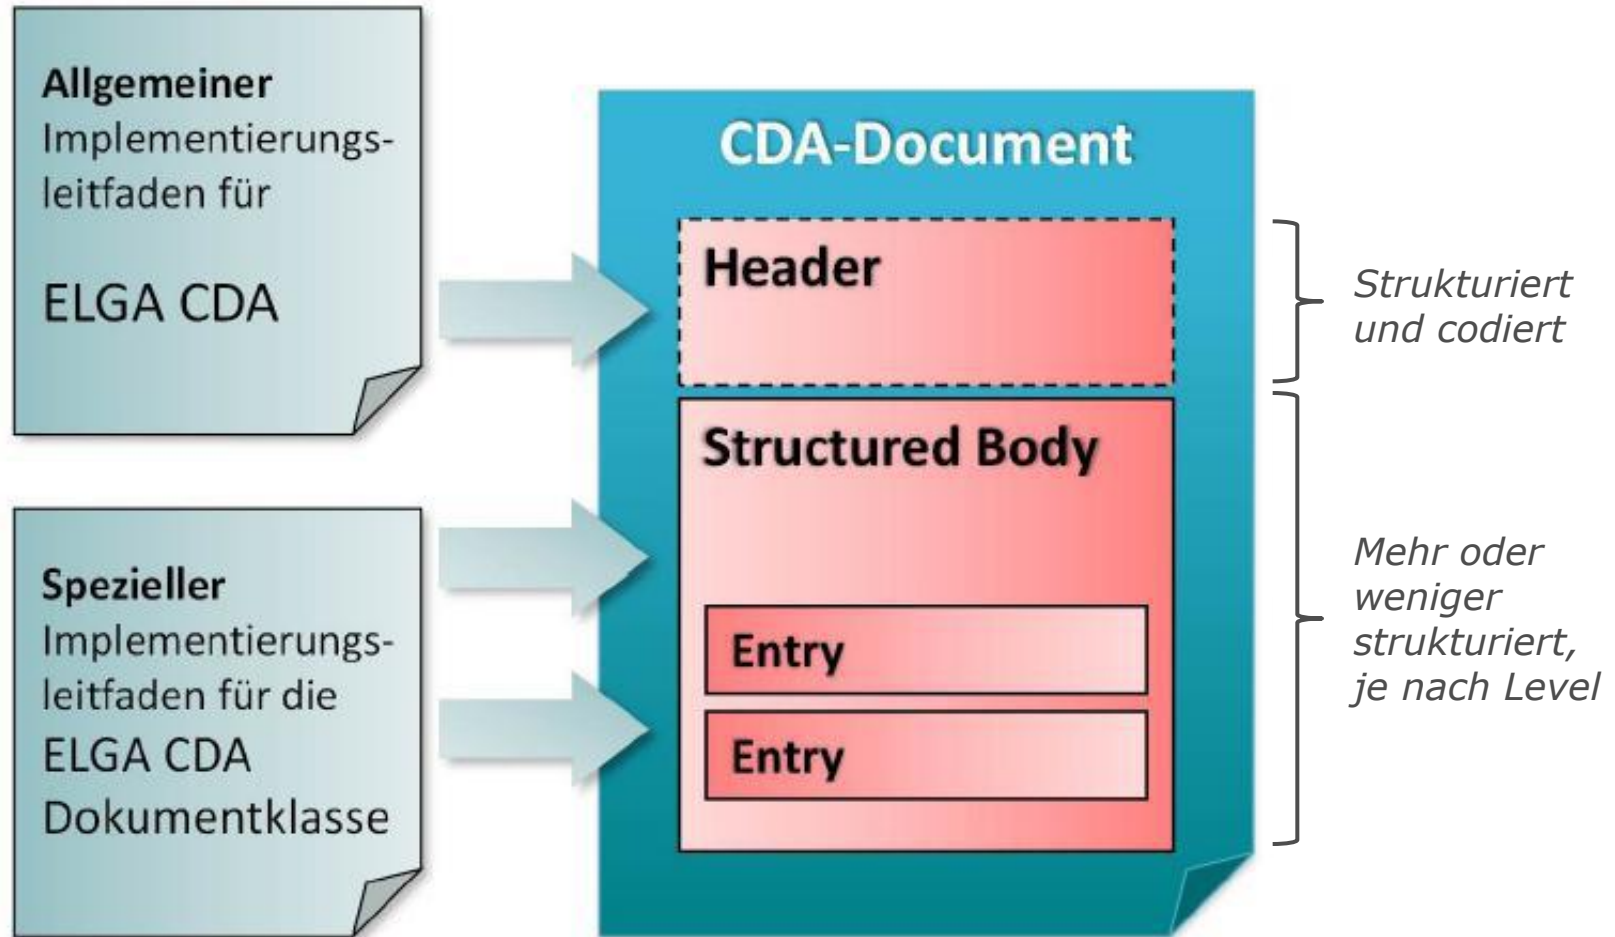 Allgemeiner
Implementierungs-
leitfaden für
ELGA CDA
Spezieller
Implementierungs-
leitfaden für die
ELGA CDA
Dokumentklasse
CDA-Document
Header
Structured Body
Entry
Entry
Strukturiert
und codiert
Mehr oder
weniger
strukturiert,
je nach Level